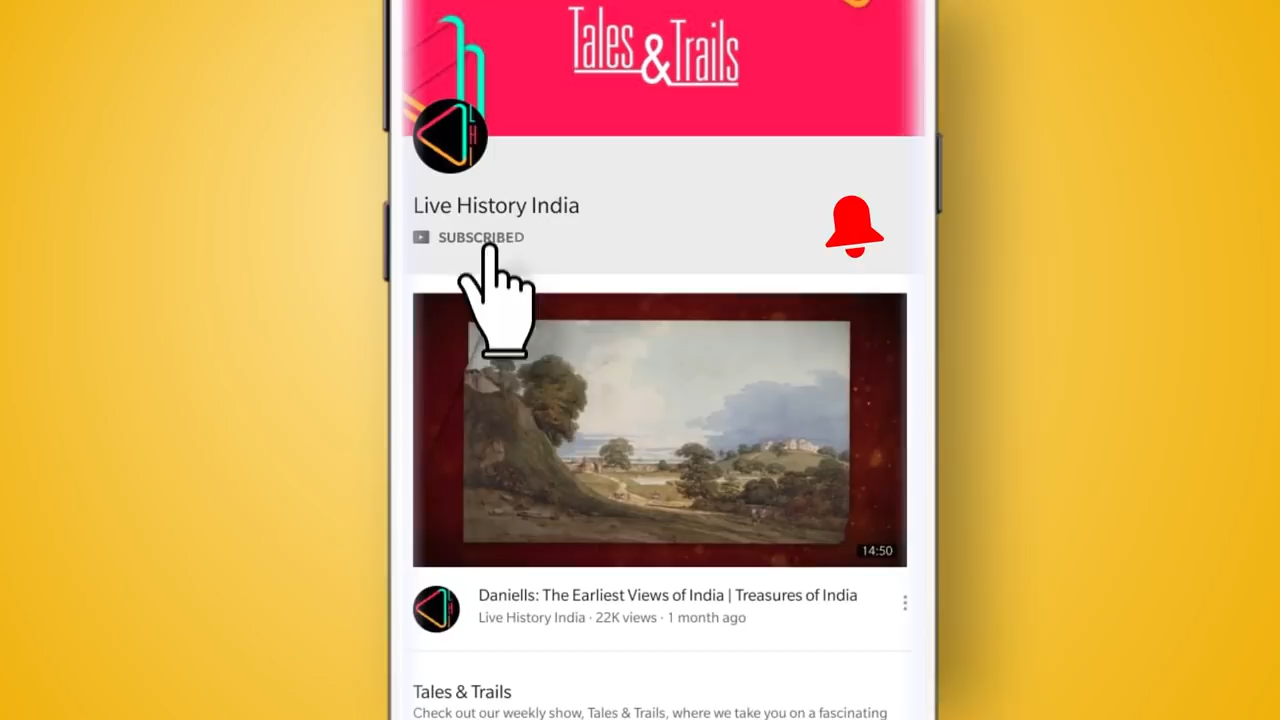 Tales & Trails
Live History India
SUBSCRIBED
14:50
Daniells: The Earliest Views of India | Treasures of India
Live History India · 22K views · 1 month ago
Tales & Trails
Check out our weekly show, Tales & Trails, where we take you on a fascinating